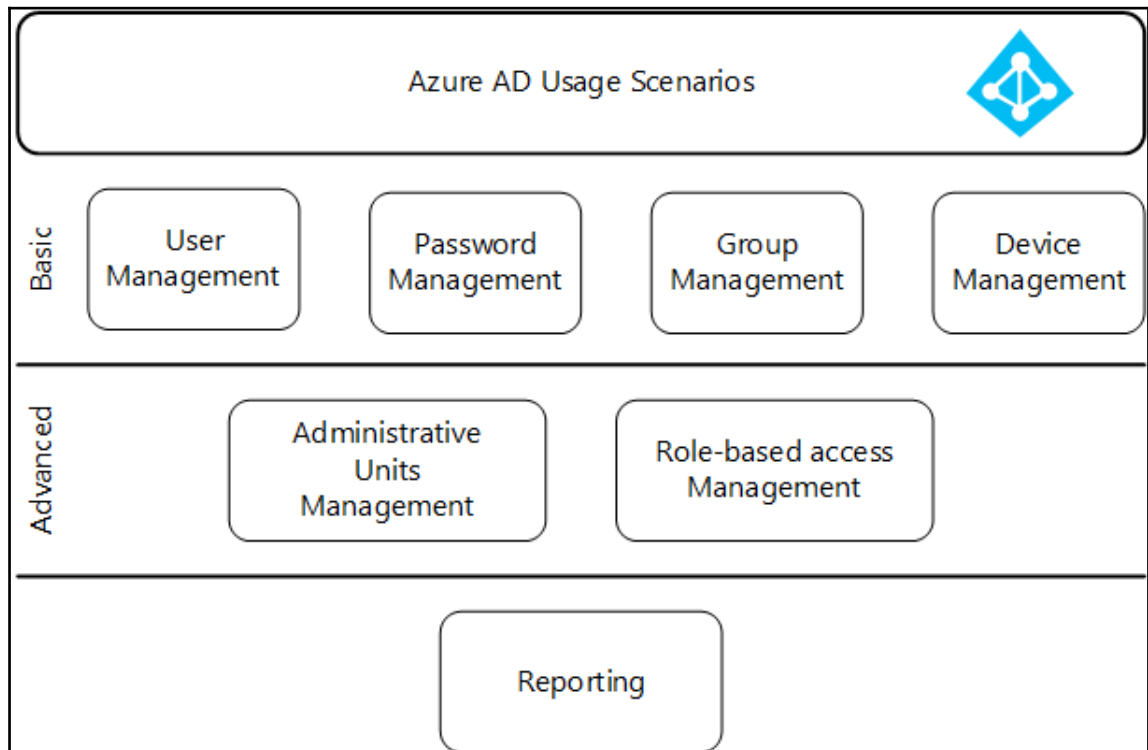 Azure AD Usage Scenarios
Basic
User
Management
Password
Management
Group
Management
Device
Management
Advanced
Administrative
Units
Management
Role-based access
Management
Reporting